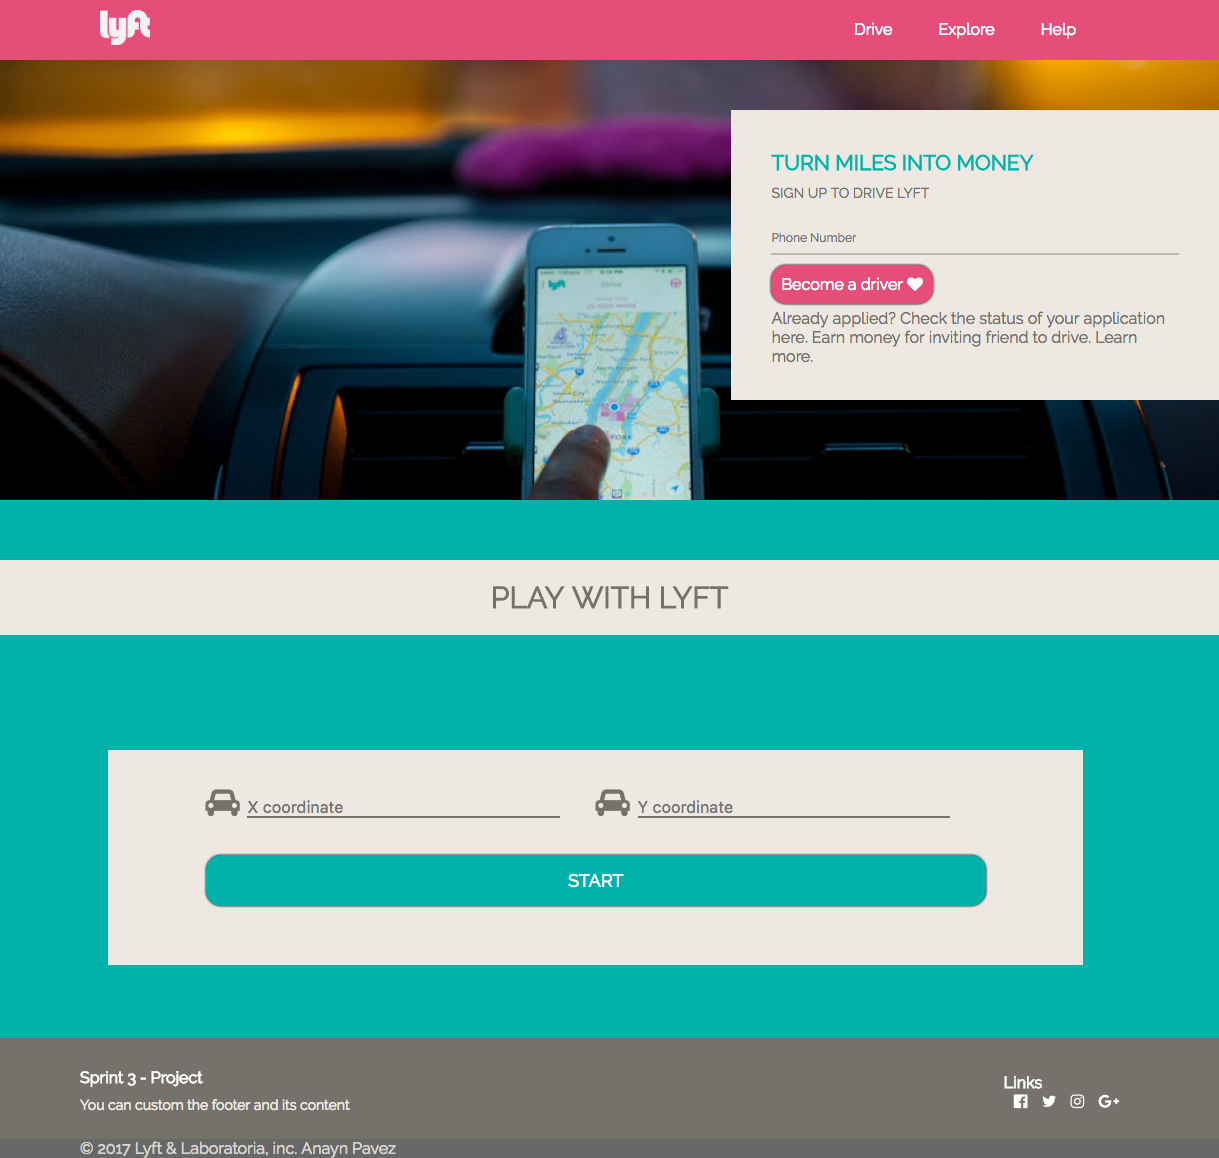 lyft
Drive Explore Help
TURN MILES INTO MONEY
SIGN UP TO DRIVE LYFT
Phone Number
Become a driver
Already applied? Check the status of your application
here. Earn money for inviting friend to drive. Learn
more.
lyft
Drive
PLAY WITH LYFT
X coordinate
Y coordinate
START
Sprint 3 - Project
You can custom the footer and its content
Links
G+
© 2017 Lyft & Laboratoria, inc. Anayn Pavez